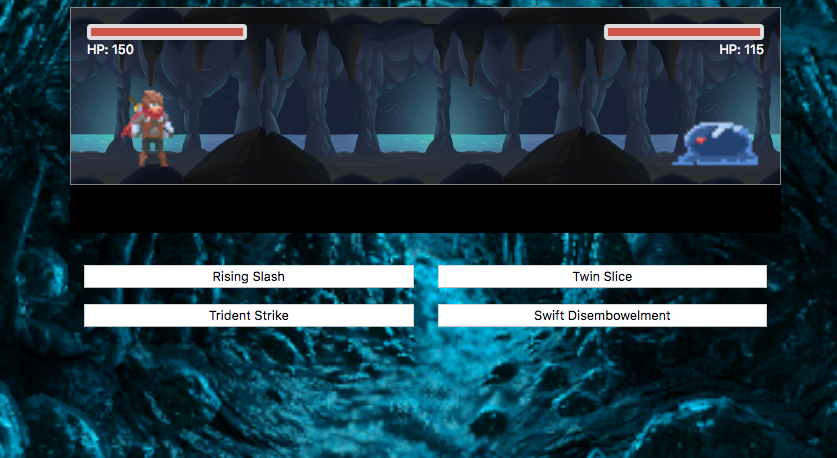 HP: 150
HP: 115
Rising Slash
Twin Slice
Trident Strike
Swift Disembowelment